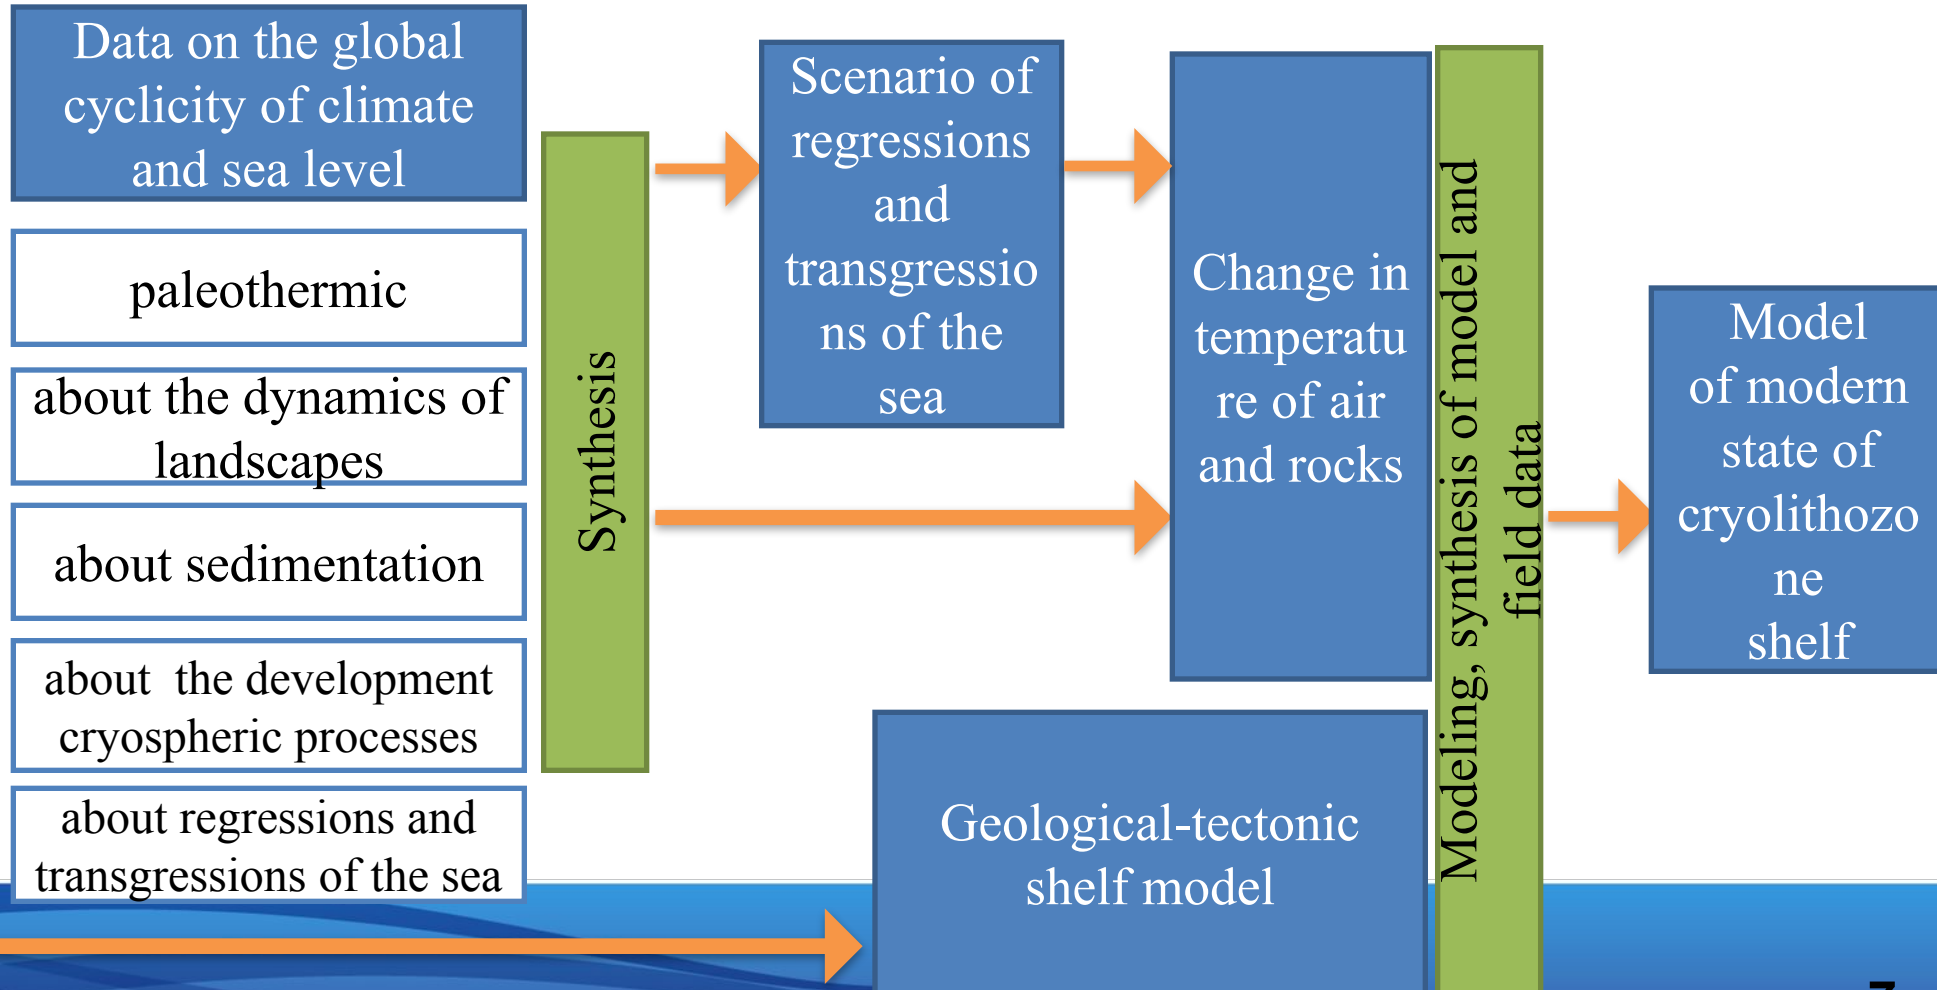 Data on the global
cyclicity of climate
and sea level
paleothermic
about the dynamics of
landscapes
about sedimentation
about  the development
cryospheric processes
about regressions and
transgressions of the sea
Synthesis
Scenario of
regressions
and
transgressio
ns of the
sea
Change in
temperatu
re of air
and rocks
Geological-tectonic
shelf model
Modeling, synthesis of model and
field data
Model
of modern
state of
cryolithozo
ne
shelf